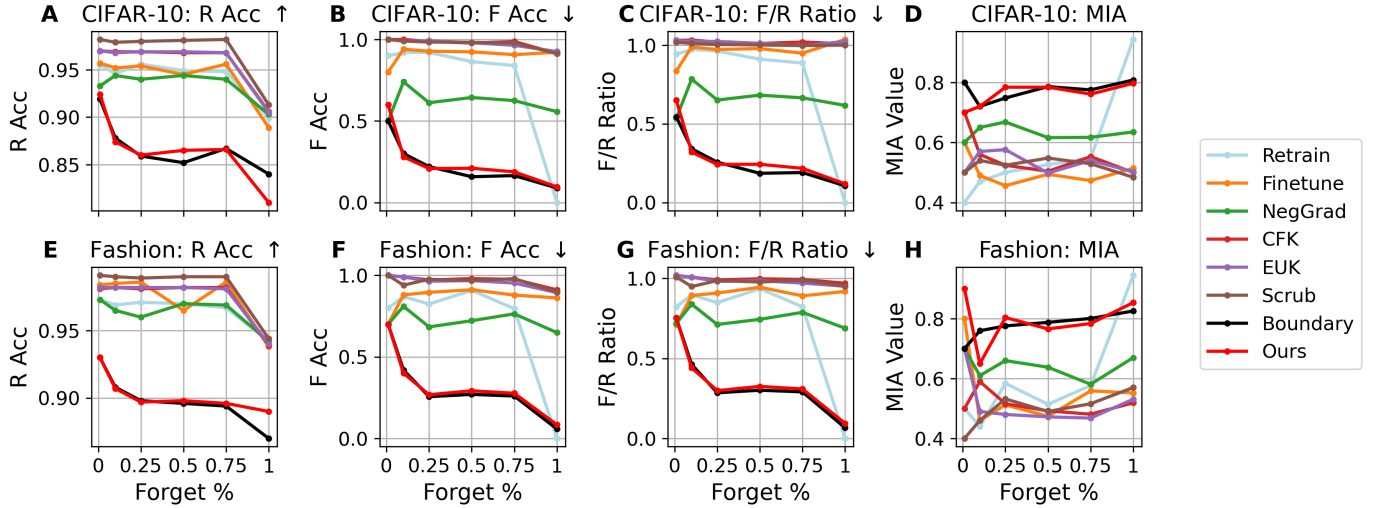 A CIFAR-10: R Acc ↑
B CIFAR-10: F Acc ↓
C CIFAR-10: F/R Ratio ↓
D CIFAR-10: MIA
R Acc
0.95
0.90
0.85
F Acc
1.0
0.5
0.0
F/R Ratio
1.0
0.5
0.0
MIA Value
0.8
0.6
0.4
E Fashion: R Acc ↑
F Fashion: F Acc ↓
G Fashion: F/R Ratio ↓
H Fashion: MIA
R Acc
0.95
0.90
0 0.25 0.5 0.75 1
Forget %
F Acc
1.0
0.5
0.0
0 0.25 0.5 0.75 1
Forget %
F/R Ratio
1.0
0.5
0.0
0 0.25 0.5 0.75 1
Forget %
MIA Value
0.8
0.6
0.4
0 0.25 0.5 0.75 1
Forget %
Retrain
Finetune
NegGrad
CFK
EUK
Scrub
Boundary
Ours